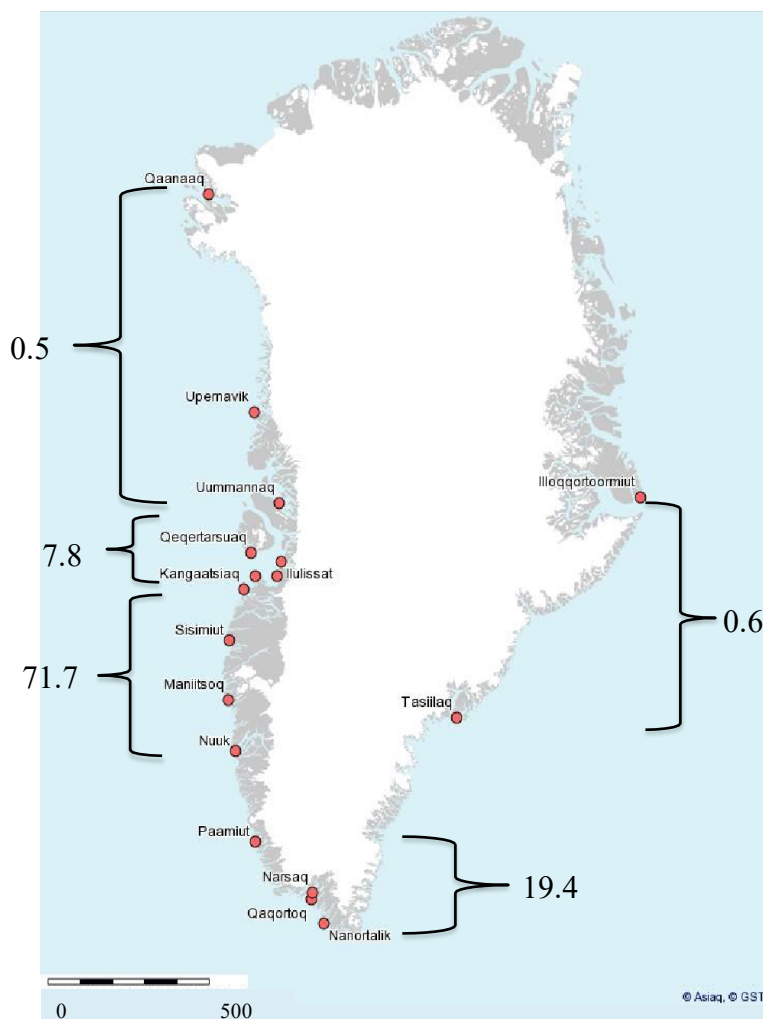 Qaanaaq
0.5
Upernavik
Uummannaq
Illoqqortoormiut
Qeqertarsuaq
7.8
Kangaatsiaq
Ilulissat
0.6
Sisimiut
71.7
Maniitsoq
Tasiilaq
Nuuk
Paamiut
Narsaq
19.4
Qaqortoq
Nanortalik
0 500
© Asiaq, © GST